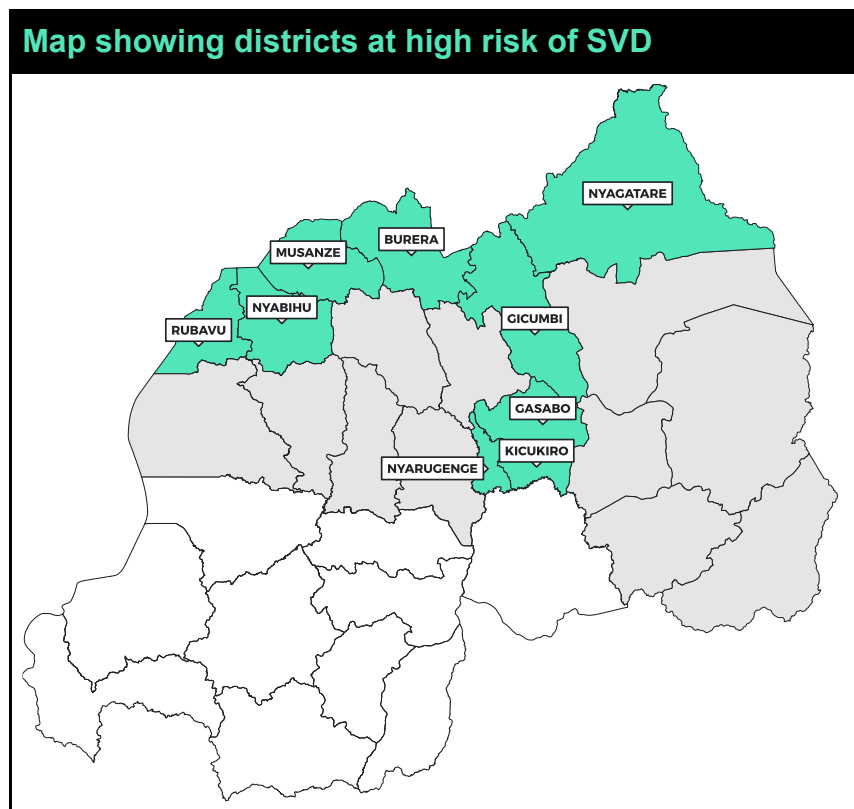 Map showing districts at high risk of SVD
NYAGATARE
BURERA
MUSANZE
NYABIHU
GICUMBI
RUBAVU
GASABO
KICUKIRO
NYARUGENGE